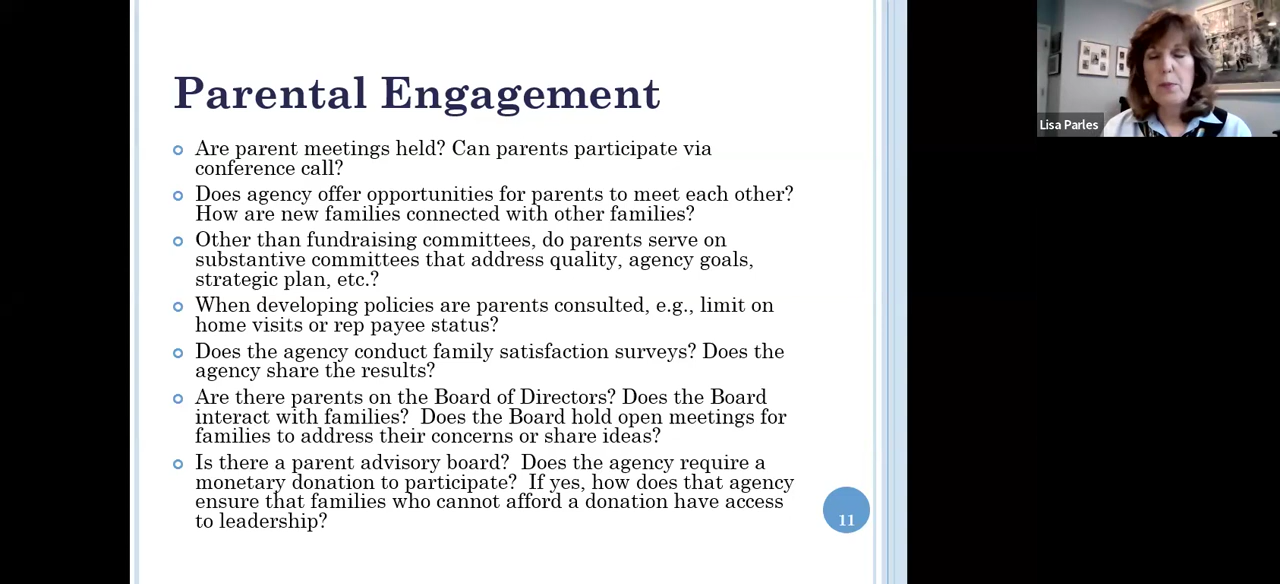 Parental Engagement
Are parent meetings held? Can parents participate via
conference call?
Does agency offer opportunities for parents to meet each other?
How are new families connected with other families?
Other than fundraising committees, do parents serve on
substantive committees that address quality, agency goals,
strategic plan, etc.?
When developing policies are parents consulted, e.g., limit on
home visits or rep payee status?
Does the agency conduct family satisfaction surveys? Does the
agency share the results?
Are there parents on the Board of Directors? Does the Board
interact with families?  Does the Board hold open meetings for
families to address their concerns or share ideas?
Is there a parent advisory board?  Does the agency require a
monetary donation to participate?  If yes, how does that agency
ensure that families who cannot afford a donation have access
to leadership?
11
Lisa Parles